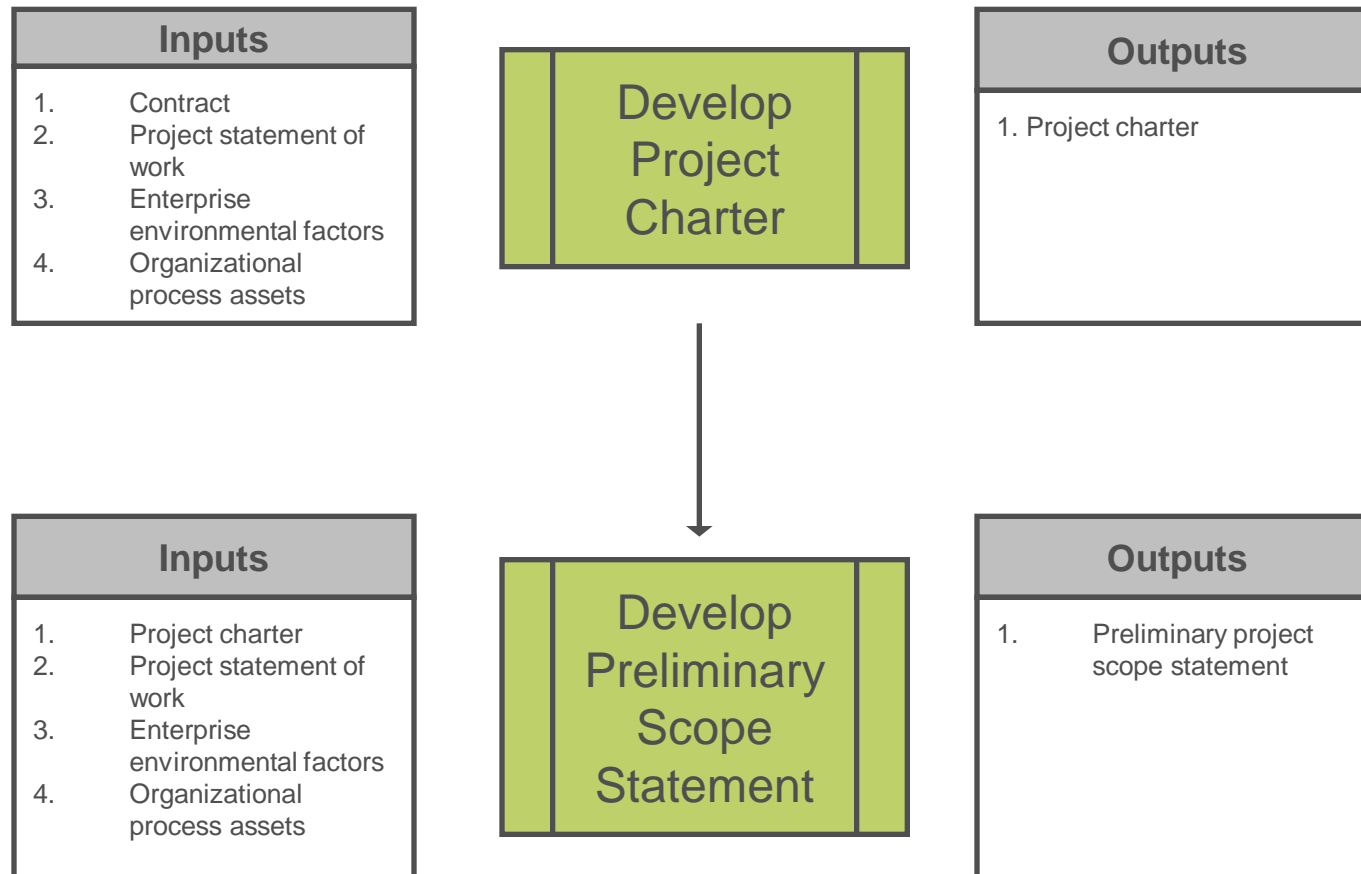 Inputs
1. Contract
2. Project statement of
work
3. Enterprise
environmental factors
4. Organizational
process assets
Develop
Project
Charter
Outputs
1. Project charter
Inputs
1. Project charter
2. Project statement of
work
3. Enterprise
environmental factors
4. Organizational
process assets
Develop
Preliminary
Scope
Statement
Outputs
1. Preliminary project
scope statement